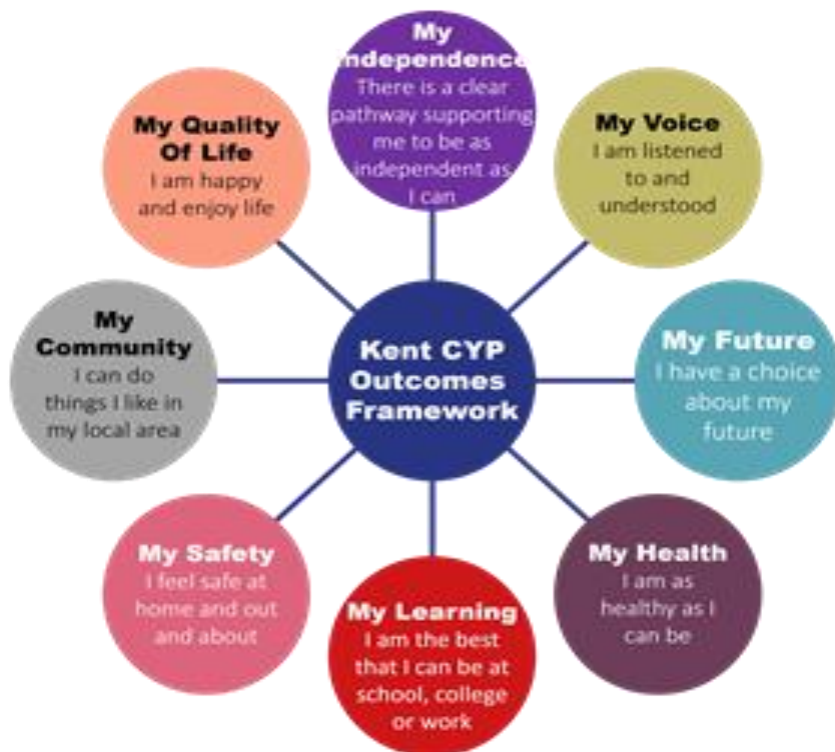 My
Independence
There is a clear
pathway supporting
me to be as
independent as
I can
My Voice
I am listened
to and
understood
My Future
I have a choice
about my
future
My Health
I am as
healthy as I
can be
My Learning
I am the best
that I can be at
school, college
or work
My Safety
I feel safe at
home and out
and about
My
Community
I can do
things I like in
my local area
My Quality
Of Life
I am happy
and enjoy life
Kent CYP
Outcomes
Framework